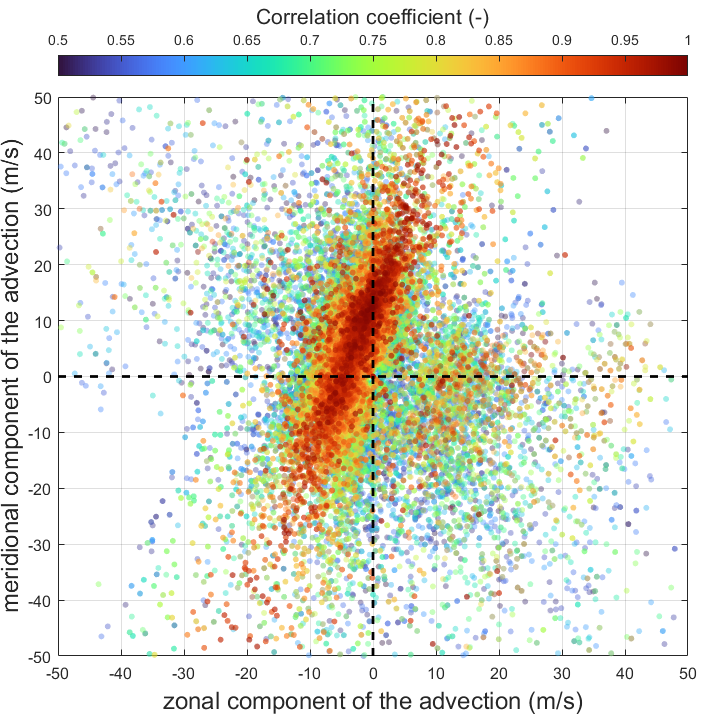 Correlation coefficient (-)
0.5 0.55 0.6 0.65 0.7 0.75 0.8 0.85 0.9 0.95 1
meridional component of the advection (m/s)
50
40
30
20
10
0
-10
-20
-30
-40
-50
-50 -40 -30 -20 -10 0 10 20 30 40 50
zonal component of the advection (m/s)